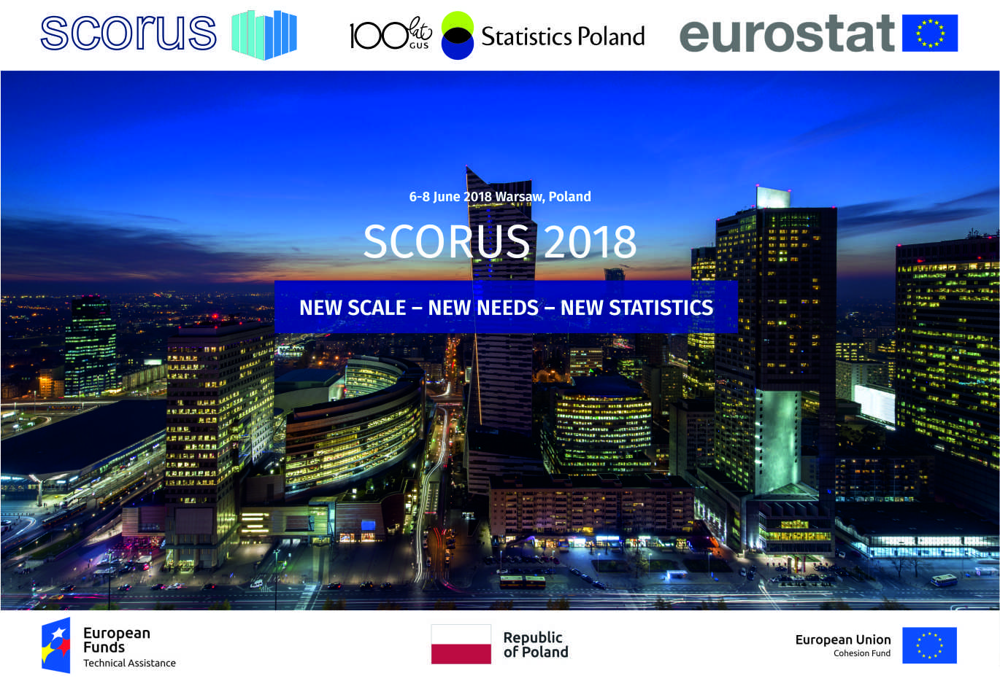 scorus
100 lat
GUS
Statistics Poland
eurostat
6-8 June 2018 Warsaw, Poland
SCORUS 2018
NEW SCALE – NEW NEEDS – NEW STATISTICS
European
Funds
Technical Assistance
Republic
of Poland
European Union
Cohesion Fund